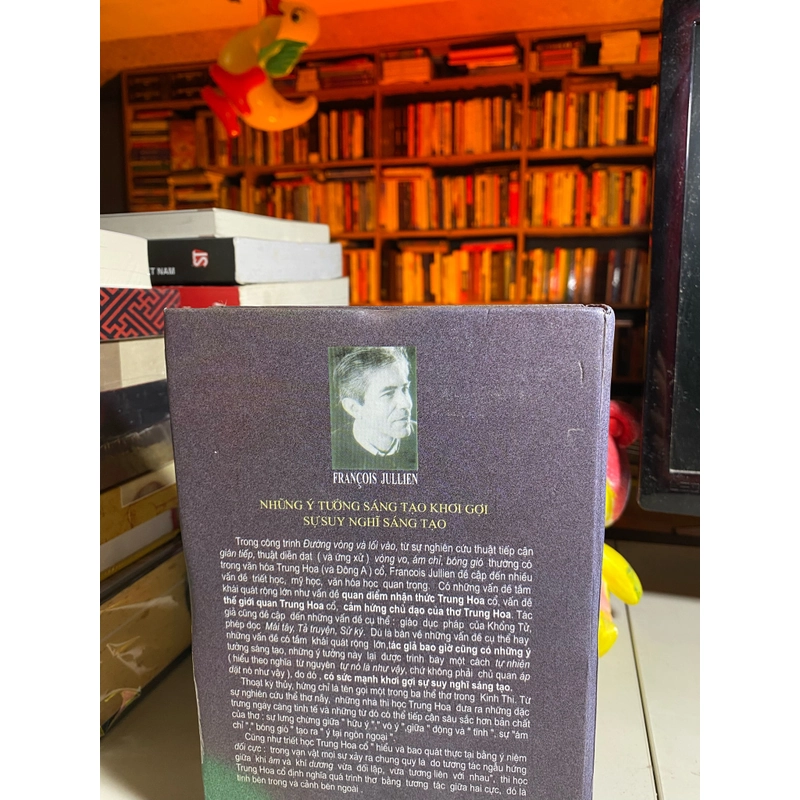 ST
ỆT NAM
FRANÇOIS JULLIEN
NHỮNG Ý TƯỞNG SÁNG TẠO KHƠI GỢI
SỰ SUY NGHĨ SÁNG TẠO
Trong công trình Đường vòng và lối vào, từ sự nghiên cứu thuật tiếp cận
gián tiếp, thuật diễn đạt ( và ứng xử ) vòng vo, ám chỉ, bóng gió thường có
trong văn hóa Trung Hoa (và Đông A ) cổ, Francois Jullien đề cập đến nhiều
vấn đề triết học, mỹ học, văn hóa học quan trọng. Có những vấn đề tầm
khái quát rộng lớn như vấn đề quan điểm nhận thức Trung Hoa cổ, vấn đề
thế giới quan Trung Hoa cổ, cảm hứng chủ đạo của thơ Trung Hoa. Tác
giả cũng đề cập đến những vấn đề cụ thể : giáo dục pháp của Khổng Tử,
phép đọc Mái tây, Tả truyện, Sử ký. Dù là bàn về những vấn đề cụ thể hay
những vấn đề có tầm khái quát rộng lớn,tác giả bao giờ cũng có những ý
tưởng sáng tạo, những ý tưởng này lại được trình bày một cách tự nhiên
( hiểu theo nghĩa từ nguyên tự nó là như vậy, chứ không phải chủ quan áp
đặt nó như vậy ), do đó , có sức mạnh khơi gợi sự suy nghĩ sáng tạo.
Thoạt kỳ thủy, hứng chỉ là tên gọi một trong ba thể thơ trong Kinh Thi. Từ
sự nghiên cứu thể thơ nầy, những nhà thi học Trung Hoa đưa ra những đặc
trưng ngày càng tinh tế và những từ đó có thể tiếp cận sâu sắc hơn bản chất
của thơ : sự lưng chừng giữa " hữu ý "," vô ý ",giữa " động và " tĩnh ", sự "ám
chỉ "," bóng gió " tạo ra " ý tại ngôn ngoại ".
Cũng như triết học Trung Hoa cổ " hiểu và bao quát thực tại bằng ý niệm
đối cực : trong vạn vật mọi sự xảy ra chung quy là do tương tác ngẫu hứng
giữa khí âm và khí dương vừa đối lập, vừa tương liên với nhau", thi học
Trung Hoa cổ định nghĩa quá trình thơ bằng tương tác giữa hai cực, đó là
tình bên trong và cảnh bên ngoài .